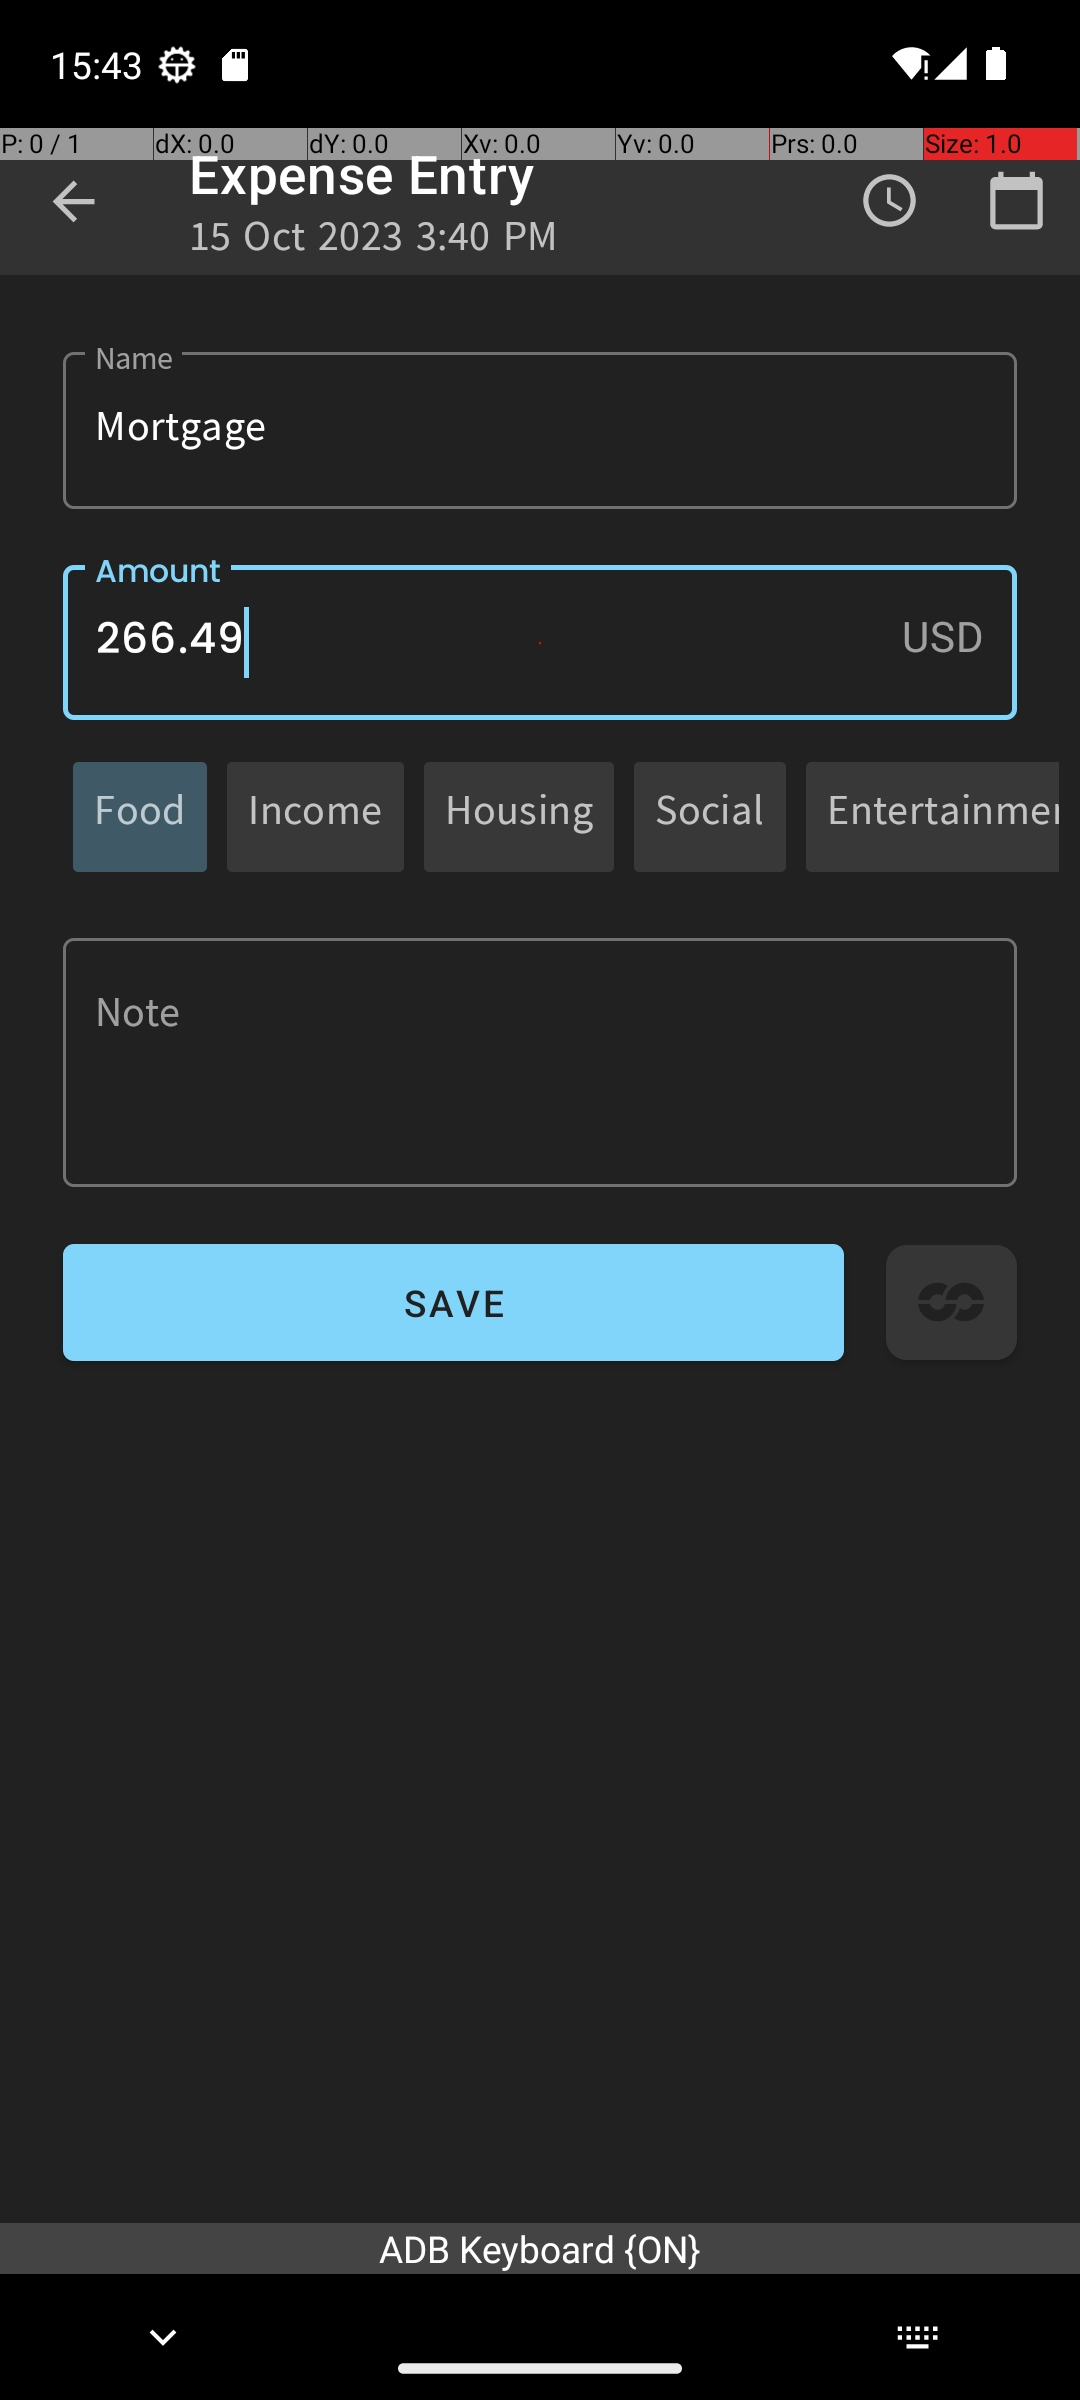 15:43
P: 0 / 1
dX: 0.0
dY: 0.0
Xv: 0.0
Yv: 0.0
Prs: 0.0
Size: 1.0
Expense Entry
15 Oct 2023 3:40 PM
Name
Mortgage
Amount
266.49
USD
Food
Income
Housing
Social
Entertainmen
Note
SAVE
ADB Keyboard {ON}